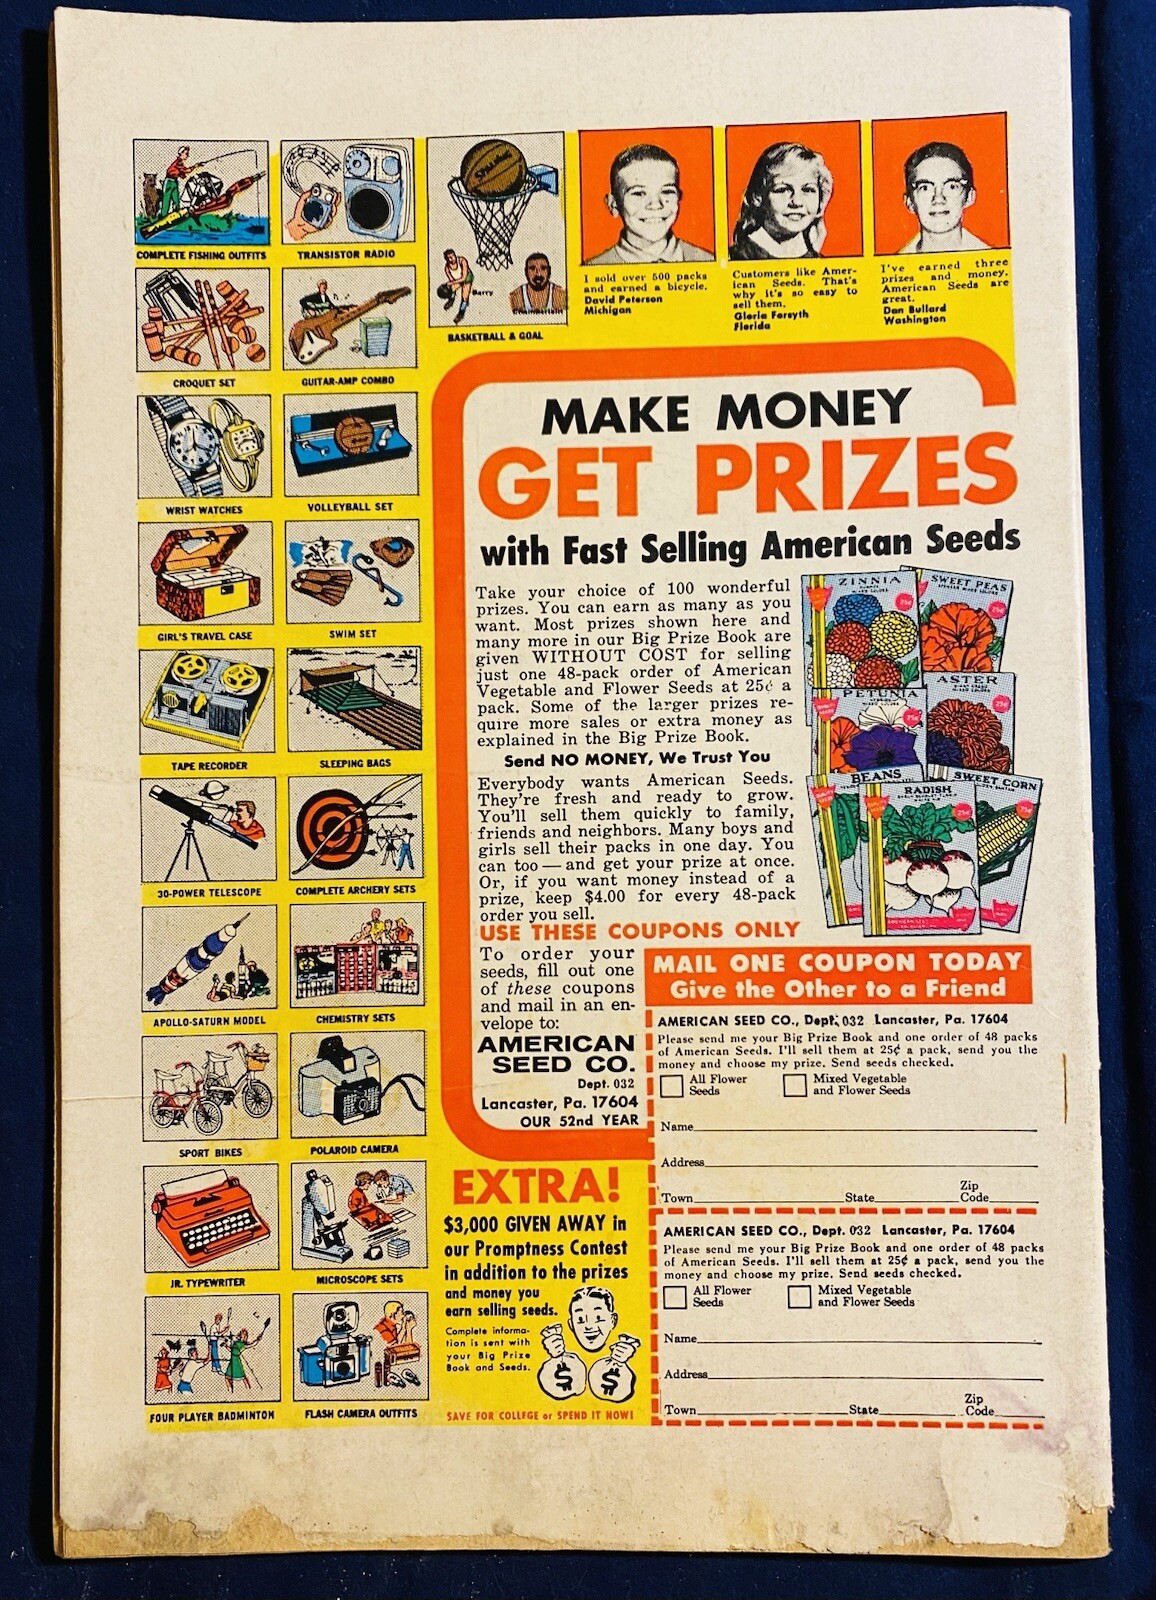 COMPLETE FISHING OUTFITS
TRANSISTOR RADIO
CROQUET SET
GUITAR-AMP COMBO
WRIST WATCHES
VOLLEYBALL SET
GIRL'S TRAVEL CASE
SWIM SET
TAPE RECORDER
SLEEPING BAGS
30-POWER TELESCOPE
COMPLETE ARCHERY SETS
APOLLO-SATURN MODEL
CHEMISTRY SETS
SPORT BIKES
POLAROID CAMERA
JR. TYPEWRITER
MICROSCOPE SETS
FOUR PLAYER BADMINTON
FLASH CAMERA OUTFITS
Barry
Chamberlain
BASKETBALL & GOAL
I sold over 500 packs
and earned a bicycle.
David Peterson
Michigan
Customers like Amer-
ican Seeds. That's
why it's so easy to
sell them.
Gloria Forsyth
Florida
I've earned three
prizes and money.
American Seeds are
great.
Dan Bullard
Washington
MAKE MONEY
GET PRIZES
with Fast Selling American Seeds
Take your choice of 100 wonderful
prizes. You can earn as many as you
want. Most prizes shown here and
many more in our Big Prize Book are
given WITHOUT COST for selling
just one 48-pack order of American
Vegetable and Flower Seeds at 25¢ a
pack. Some of the larger prizes re-
quire more sales or extra money as
explained in the Big Prize Book.
Send NO MONEY, We Trust You
Everybody wants American Seeds.
They're fresh and ready to grow.
You'll sell them quickly to family,
friends and neighbors. Many boys and
girls sell their packs in one day. You
can too — and get your prize at once.
Or, if you want money instead of a
prize, keep $4.00 for every 48-pack
order you sell.
ZINNIA
25¢
SWEET PEAS
25¢
PETUNIA
25¢
ASTER
25¢
BEANS
RADISH
25¢
SWEET CORN
25¢
USE THESE COUPONS ONLY
To order your
seeds, fill out one
of these coupons
and mail in an en-
velope to:
AMERICAN
SEED CO.
Dept. 032
Lancaster, Pa. 17604
OUR 52nd YEAR
MAIL ONE COUPON TODAY
Give the Other to a Friend
AMERICAN SEED CO., Dept. 032 Lancaster, Pa. 17604
Please send me your Big Prize Book and one order of 48 packs
of American Seeds. I'll sell them at 25¢ a pack, send you the
money and choose my prize. Send seeds checked.
All Flower
Seeds
Mixed Vegetable
and Flower Seeds
Name
Address
Town State Zip Code
AMERICAN SEED CO., Dept. 032 Lancaster, Pa. 17604
Please send me your Big Prize Book and one order of 48 packs
of American Seeds. I'll sell them at 25¢ a pack, send you the
money and choose my prize. Send seeds checked.
All Flower
Seeds
Mixed Vegetable
and Flower Seeds
Name
Address
Town State Zip Code
EXTRA!
$3,000 GIVEN AWAY in
our Promptness Contest
in addition to the prizes
and money you
earn selling seeds.
Complete informa-
tion is sent with
your Big Prize
Book and Seeds.
$ $
SAVE FOR COLLEGE or SPEND IT NOW!